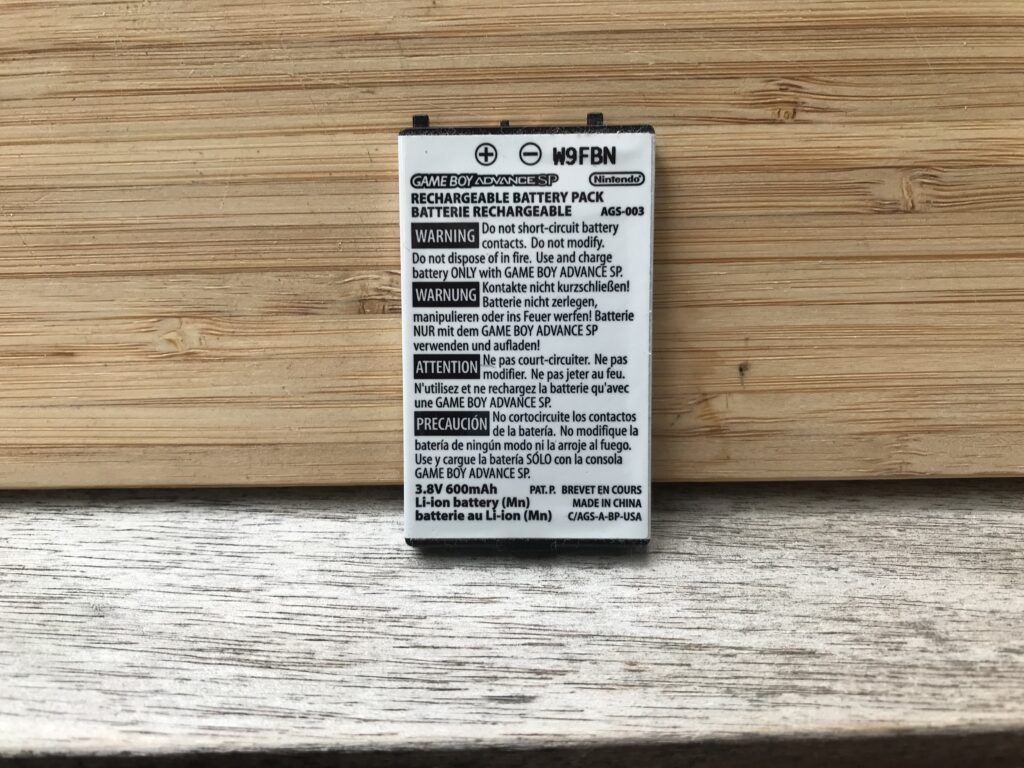 ⊕ ⊖ W9FBN
GAME BOY ADVANCE SP Nintendo
RECHARGEABLE BATTERY PACK
BATTERIE RECHARGEABLE AGS-003
WARNING Do not short-circuit battery
contacts. Do not modify.
Do not dispose of in fire. Use and charge
battery ONLY with GAME BOY ADVANCE SP.
WARNUNG Kontakte nicht kurzschließen!
Batterie nicht zerlegen,
manipulieren oder ins Feuer werfen! Batterie
NUR mit dem GAME BOY ADVANCE SP
verwenden und aufladen!
ATTENTION Ne pas court-circuiter. Ne pas
modifier. Ne pas jeter au feu.
N'utilisez et ne rechargez la batterie qu'avec
une GAME BOY ADVANCE SP.
PRECAUCIÓN No cortocircuite los contactos
de la batería. No modifique la
batería de ningún modo ni la arroje al fuego.
Use y cargue la batería SÓLO con la consola
GAME BOY ADVANCE SP.
3.8V 600mAh PAT. P. BREVET EN COURS
Li-ion battery (Mn) MADE IN CHINA
batterie au Li-ion (Mn) C/AGS-A-BP-USA